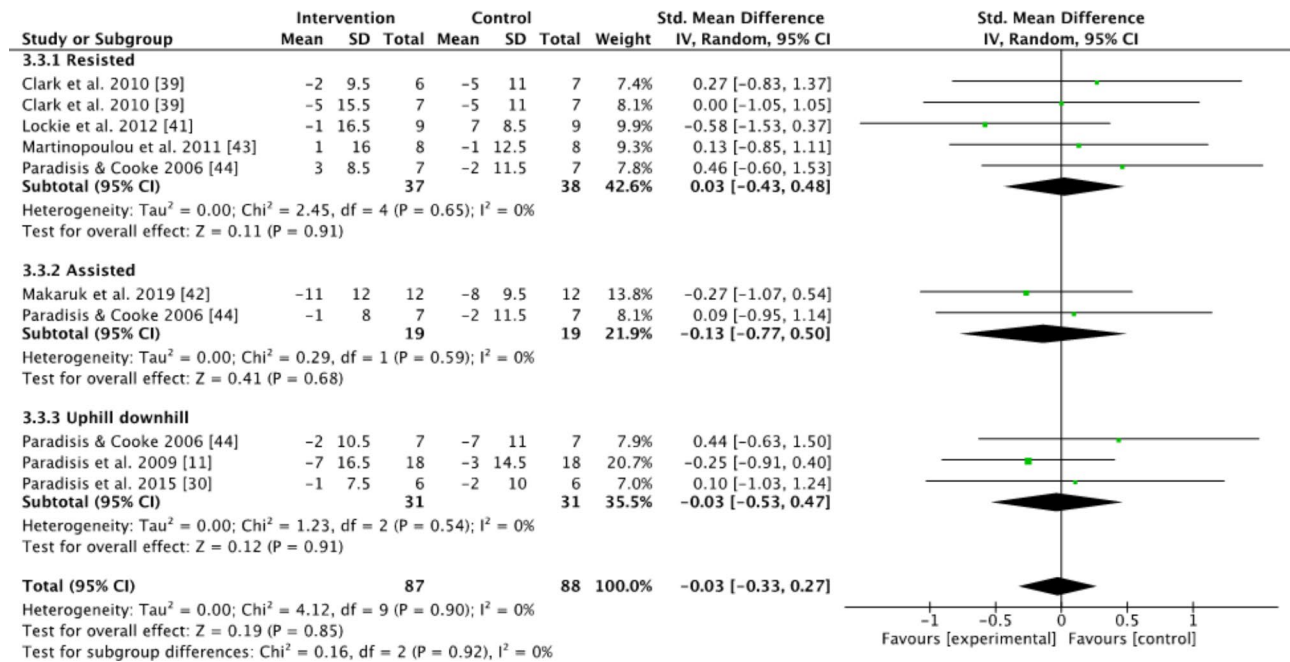 Intervention Control Std. Mean Difference Std. Mean Difference
Study or Subgroup Mean SD Total Mean SD Total Weight IV, Random, 95% CI IV, Random, 95% CI
3.3.1 Resisted
Clark et al. 2010 [39] −2 9.5 6 −5 11 7 7.4% 0.27 [−0.83, 1.37]
Clark et al. 2010 [39] −5 15.5 7 −5 11 7 8.1% 0.00 [−1.05, 1.05]
Lockie et al. 2012 [41] −1 16.5 9 7 8.5 9 9.9% −0.58 [−1.53, 0.37]
Martinopoulou et al. 2011 [43] 1 16 8 −1 12.5 8 9.3% 0.13 [−0.85, 1.11]
Paradisis & Cooke 2006 [44] 3 8.5 7 −2 11.5 7 7.8% 0.46 [−0.60, 1.53]
Subtotal (95% CI) 37 38 42.6% 0.03 [−0.43, 0.48]
Heterogeneity: Tau² = 0.00; Chi² = 2.45, df = 4 (P = 0.65); I² = 0%
Test for overall effect: Z = 0.11 (P = 0.91)
3.3.2 Assisted
Makaruk et al. 2019 [42] −11 12 12 −8 9.5 12 13.8% −0.27 [−1.07, 0.54]
Paradisis & Cooke 2006 [44] −1 8 7 −2 11.5 7 8.1% 0.09 [−0.95, 1.14]
Subtotal (95% CI) 19 19 21.9% −0.13 [−0.77, 0.50]
Heterogeneity: Tau² = 0.00; Chi² = 0.29, df = 1 (P = 0.59); I² = 0%
Test for overall effect: Z = 0.41 (P = 0.68)
3.3.3 Uphill downhill
Paradisis & Cooke 2006 [44] −2 10.5 7 −7 11 7 7.9% 0.44 [−0.63, 1.50]
Paradisis et al. 2009 [11] −7 16.5 18 −3 14.5 18 20.7% −0.25 [−0.91, 0.40]
Paradisis et al. 2015 [30] −1 7.5 6 −2 10 6 7.0% 0.10 [−1.03, 1.24]
Subtotal (95% CI) 31 31 35.5% −0.03 [−0.53, 0.47]
Heterogeneity: Tau² = 0.00; Chi² = 1.23, df = 2 (P = 0.54); I² = 0%
Test for overall effect: Z = 0.12 (P = 0.91)
Total (95% CI) 87 88 100.0% −0.03 [−0.33, 0.27]
Heterogeneity: Tau² = 0.00; Chi² = 4.12, df = 9 (P = 0.90); I² = 0%
Test for overall effect: Z = 0.19 (P = 0.85)
Test for subgroup differences: Chi² = 0.16, df = 2 (P = 0.92), I² = 0%
−1 −0.5 0 0.5 1
Favours [experimental] Favours [control]